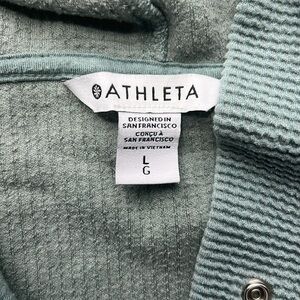 ATHLETA
DESIGNED IN
SAN FRANCISCO
CONÇU À
SAN FRANCISCO
MADE IN VIETNAM
L
G